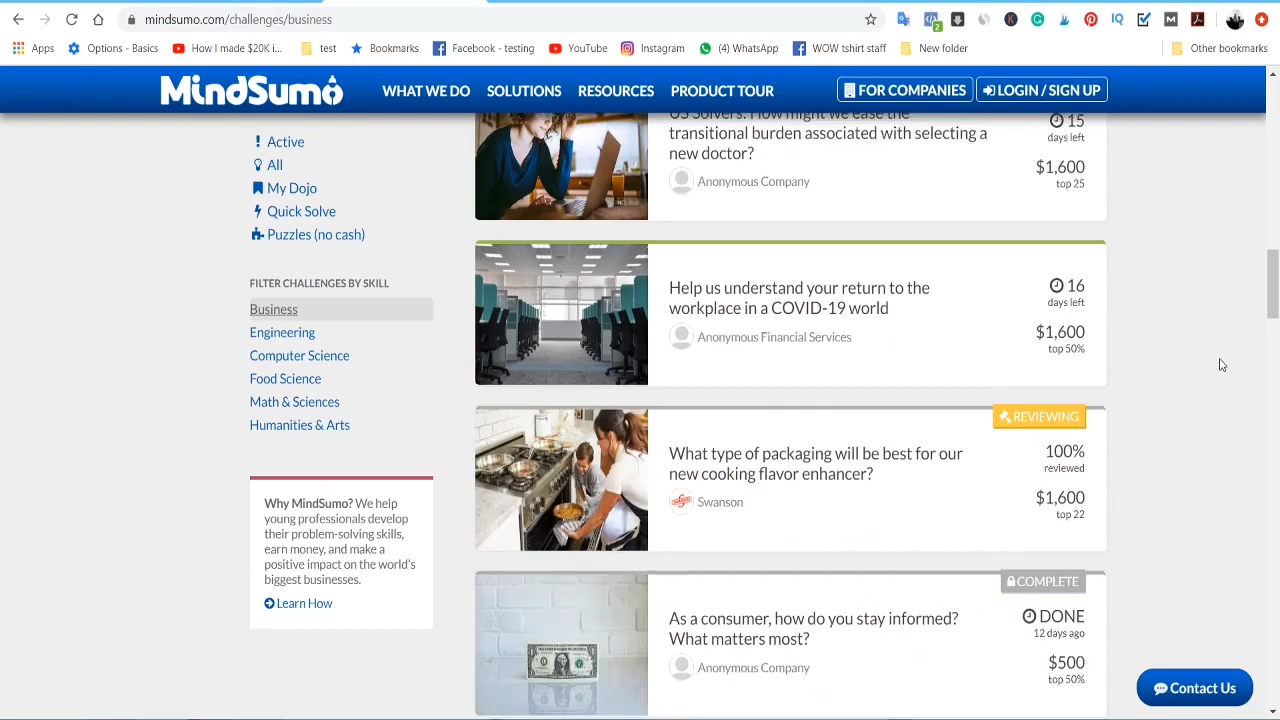 mindsumo.com/challenges/business
2
Apps
Options - Basics
How I made $20K i...
test
Bookmarks
Facebook - testing
YouTube
Instagram
(4) WhatsApp
WOW tshirt staff
New folder
Other bookmarks
MindSumo
WHAT WE DO
SOLUTIONS
RESOURCES
PRODUCT TOUR
FOR COMPANIES
LOGIN / SIGN UP
Active
All
My Dojo
Quick Solve
Puzzles (no cash)
FILTER CHALLENGES BY SKILL
Business
Engineering
Computer Science
Food Science
Math & Sciences
Humanities & Arts
Why MindSumo? We help
young professionals develop
their problem-solving skills,
earn money, and make a
positive impact on the world's
biggest businesses.
Learn How
US Solvers: How might we ease the
transitional burden associated with selecting a
new doctor?
Anonymous Company
15
days left
$1,600
top 25
Help us understand your return to the
workplace in a COVID-19 world
Anonymous Financial Services
16
days left
$1,600
top 50%
REVIEWING
What type of packaging will be best for our
new cooking flavor enhancer?
Swanson
100%
reviewed
$1,600
top 22
COMPLETE
As a consumer, how do you stay informed?
What matters most?
Anonymous Company
DONE
12 days ago
$500
top 50%
Contact Us